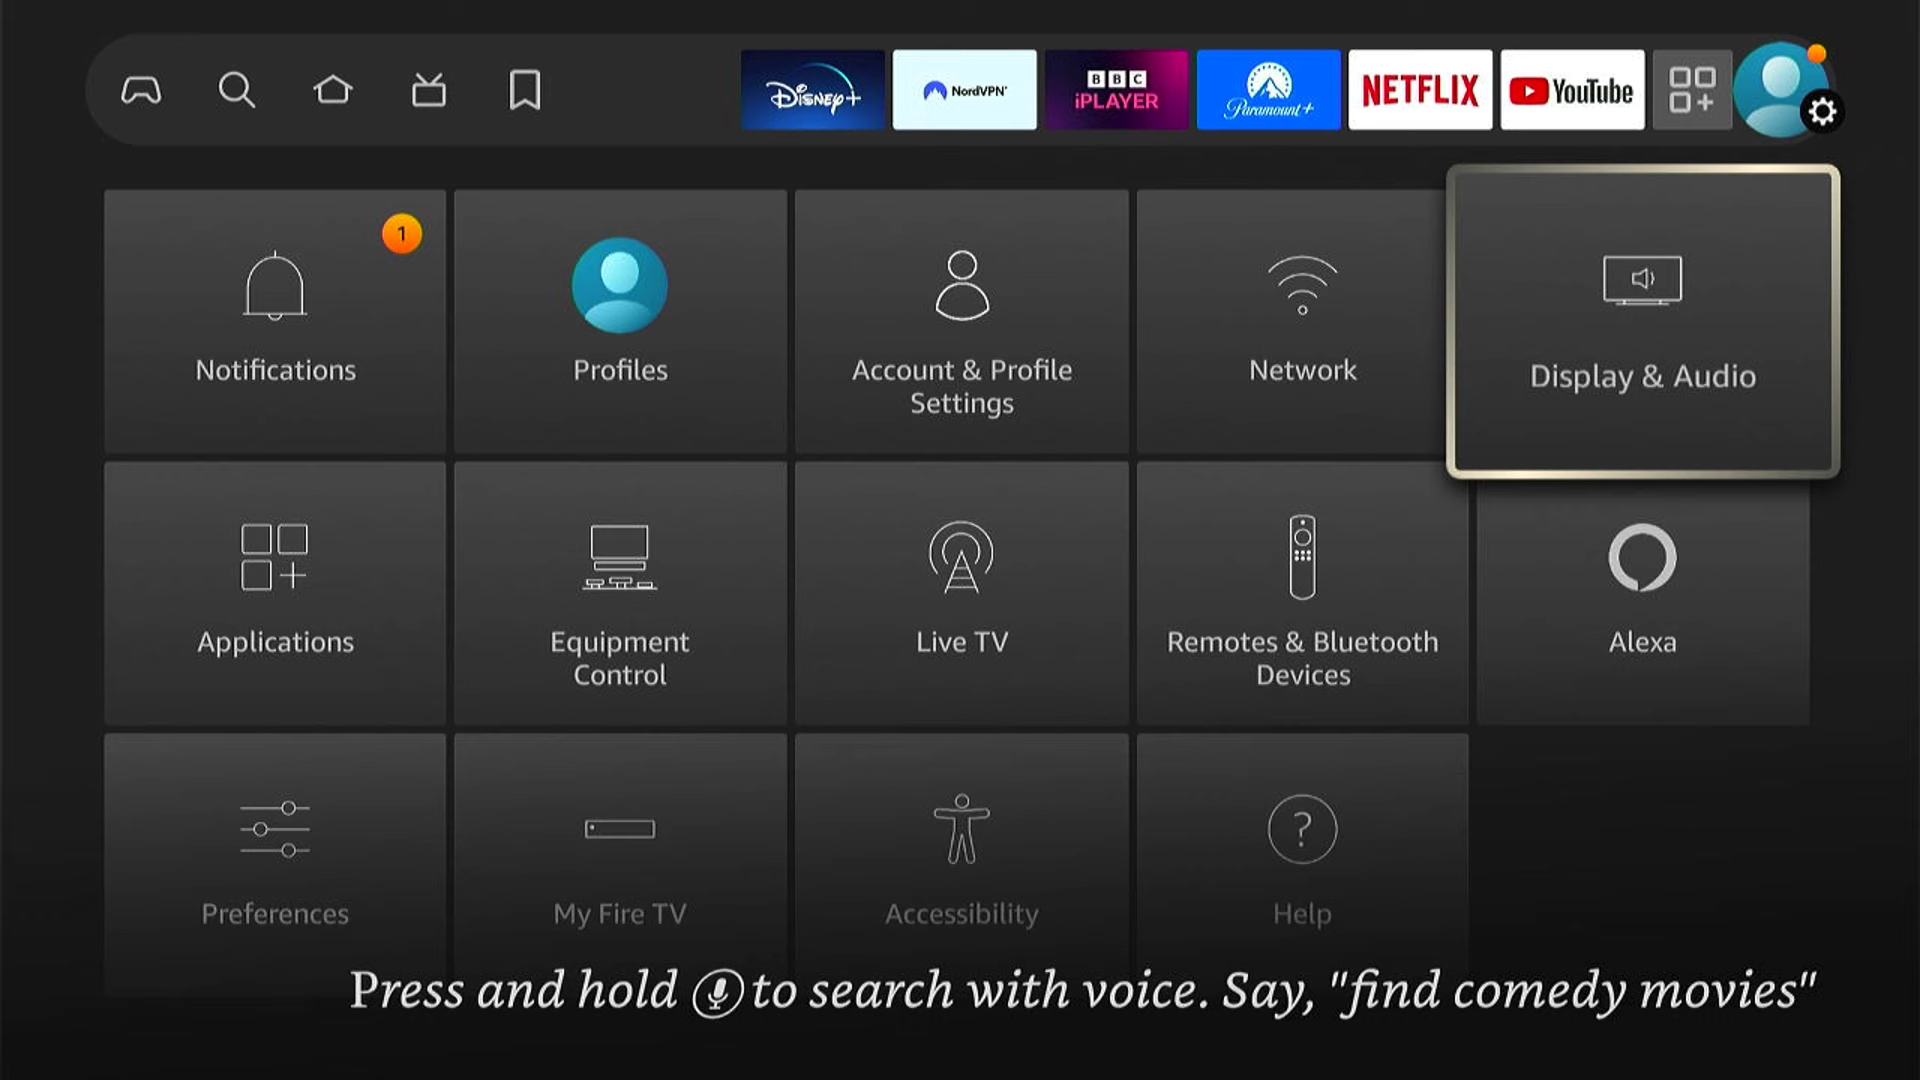 Disney+
NordVPN
BBC
iPLAYER
Paramount+
NETFLIX
YouTube
1
Notifications
Profiles
Account & Profile
Settings
Network
Display & Audio
Applications
Equipment
Control
Live TV
Remotes & Bluetooth
Devices
Alexa
Preferences
My Fire TV
Accessibility
?
Help
Press and hold to search with voice. Say, "find comedy movies"